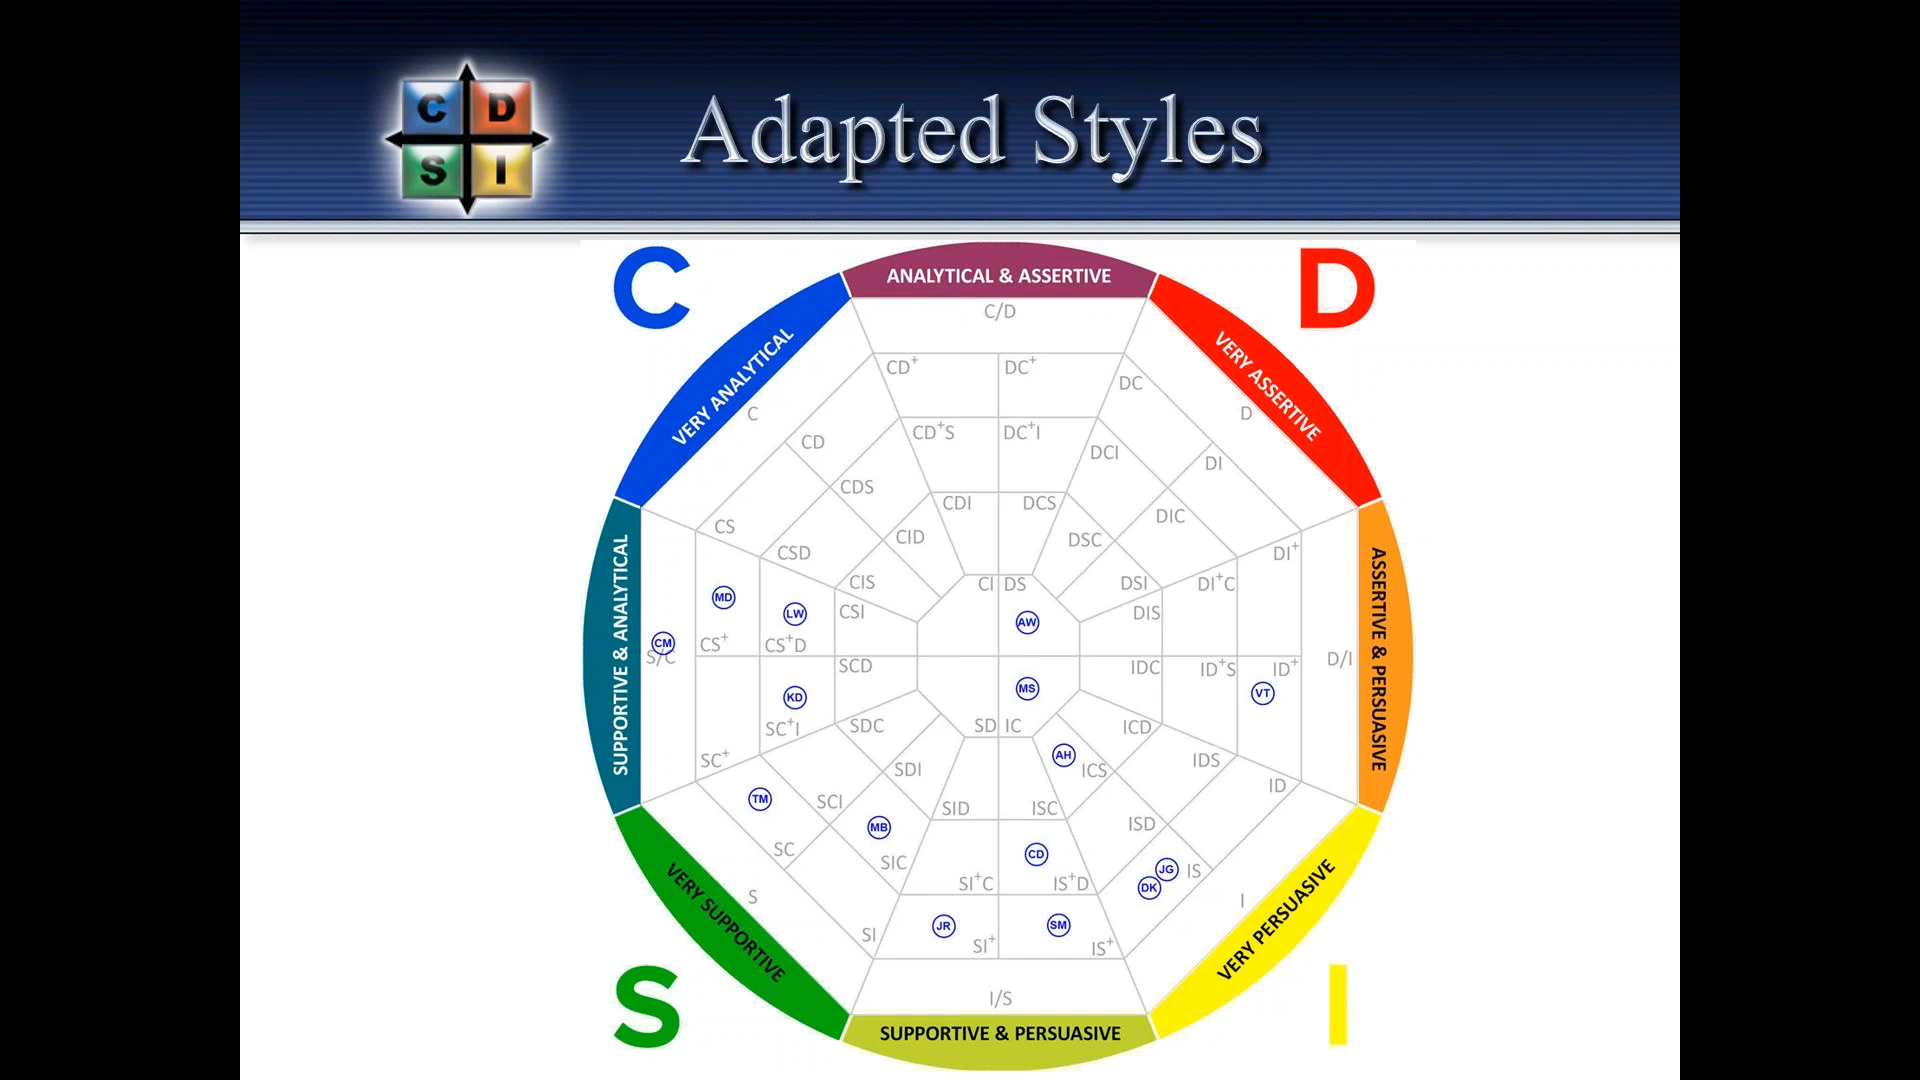 C D
S I
Adapted Styles
C
D
ANALYTICAL & ASSERTIVE
VERY ANALYTICAL
VERY ASSERTIVE
SUPPORTIVE & ANALYTICAL
ASSERTIVE & PERSUASIVE
VERY SUPPORTIVE
VERY PERSUASIVE
SUPPORTIVE & PERSUASIVE
S
I
C/D
CD+ DC+
DC
C
D
CD+S DC+I
CD
DCI
DI
CDS
CDI DCS
DIC
CS
CID
DSC
CSD
DI+
CIS
CI DS
DSI
DI+C
CSI
DIS
MD
LW
AW
CM
CS+ CS+D
S/C
D/I
SCD
IDC ID+S ID+
MS
VT
KD
SC+I
SDC
SD IC
ICD
AH
SC+
SDI
ICS
IDS
ID
TM
SCI
SID ISC
MB
ISD
SC
CD
SIC
JG
IS
DK
SI+C IS+D
S
I
JR
SM
SI
SI+ IS+
I/S